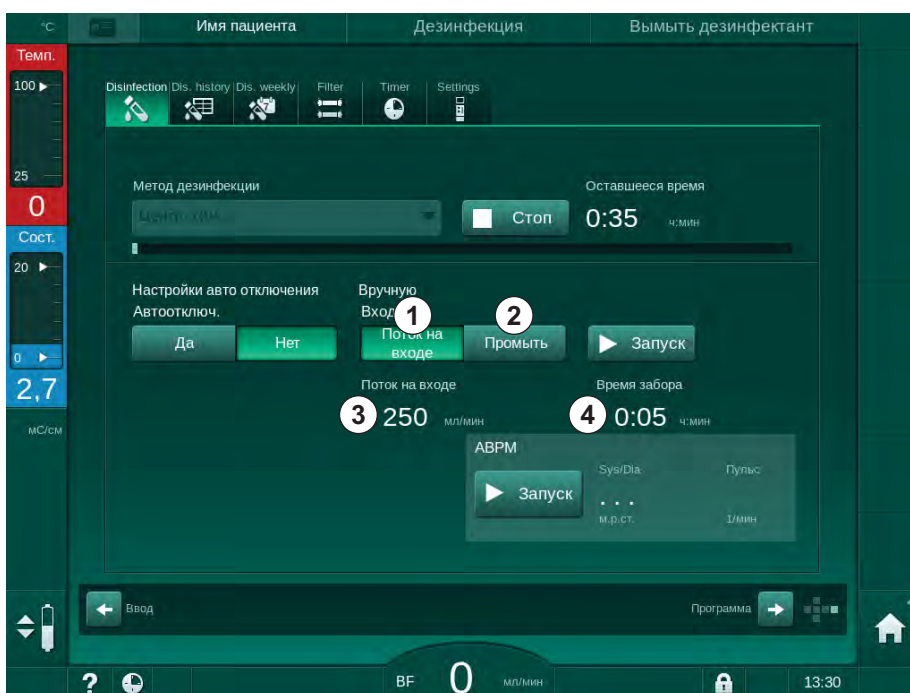 °C Имя пациента Дезинфекция Вымыть дезинфектант
Темп.
100
25
0
Сост.
20
0
2,7
мС/см
Disinfection Dis. history Dis. weekly Filter Timer Settings
Метод дезинфекции Оставшееся время
Стоп 0:35 ч:мин
Настройки авто отключения Вручную
Автоотключ.
1 2
Да Нет Поток на входе Промыть Запуск
Поток на входе Время забора
3 250 мл/мин 4 0:05 ч:мин
АВРМ
Sys/Dia Пульс
Запуск . . .
м.р.ст. 1/мин
Ввод Программа
? BF 0 мл/мин 13:30